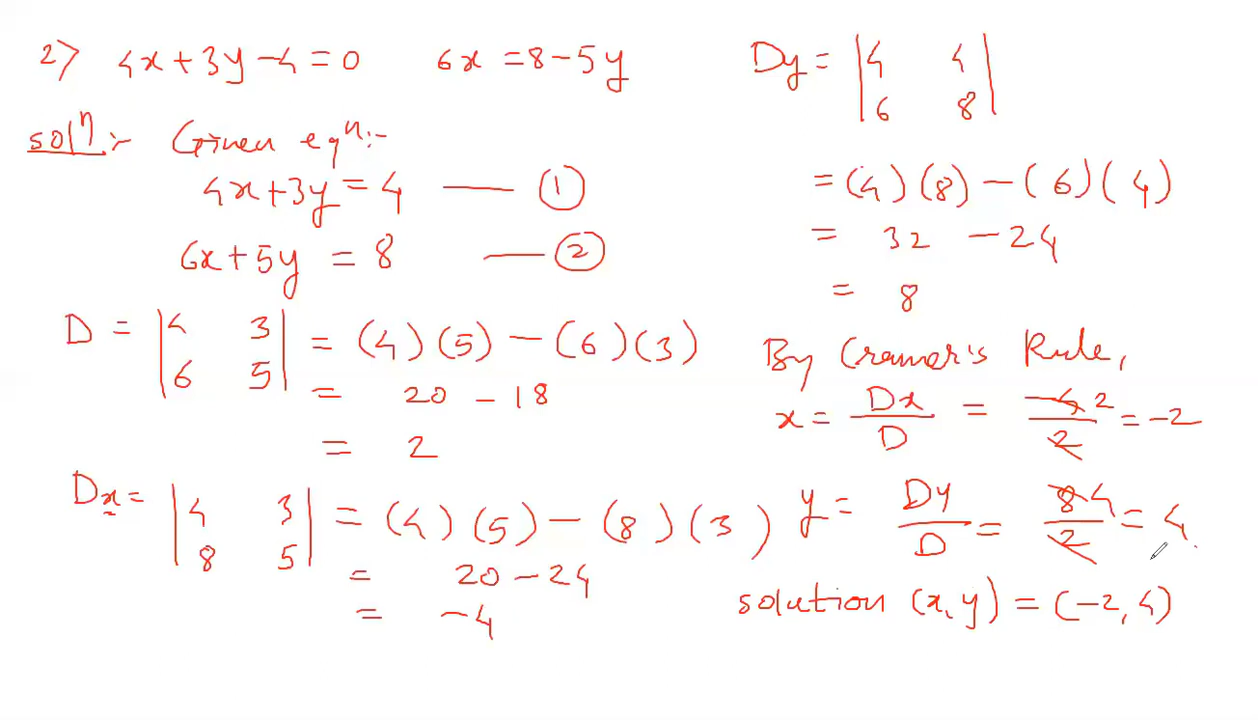 2) 4x+3y-4=0 6x=8-5y
solⁿ:- Given eqⁿ:-
4x+3y=4 —— ①
6x+5y=8 —— ②
D = |4 3| = (4)(5)-(6)(3)
|6 5|
= 20-18
= 2
Dx= |4 3| = (4)(5)-(8)(3)
|8 5|
= 20-24
= -4
Dy= |4 4|
|6 8|
=(4)(8)-(6)(4)
= 32 -24
= 8
By Cramer's Rule,
x = Dx/D = -4/2 2 = -2
y = Dy/D = 8/2 4 = 4
solution (x,y) = (-2,4)